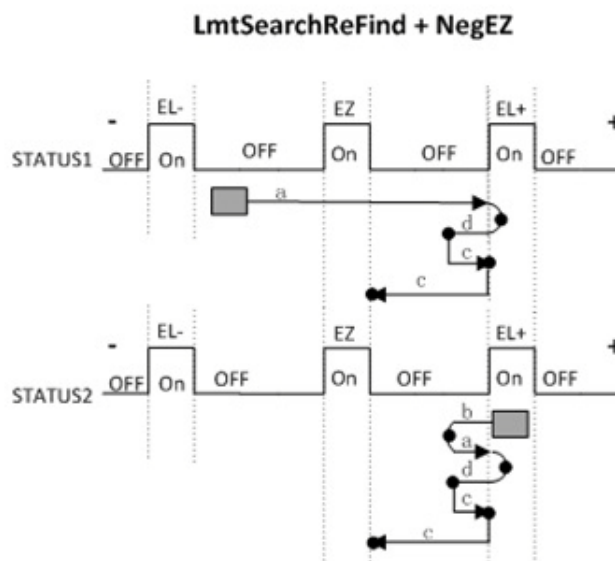 LmtSearchReFind + NegEZ
- EL- EZ EL+ +
STATUS1 OFF On OFF On OFF On OFF
a
d
c
c
- EL- EZ EL+ +
STATUS2 OFF On OFF On OFF On OFF
b
a
d
c
c